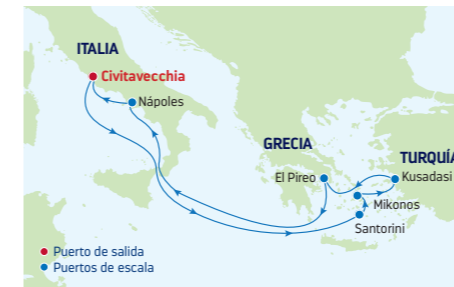 ITALIA
Civitavecchia
Nápoles
GRECIA
TURQUÍA
El Pireo
Kusadasi
Mikonos
Santorini
Puerto de salida
Puertos de escala